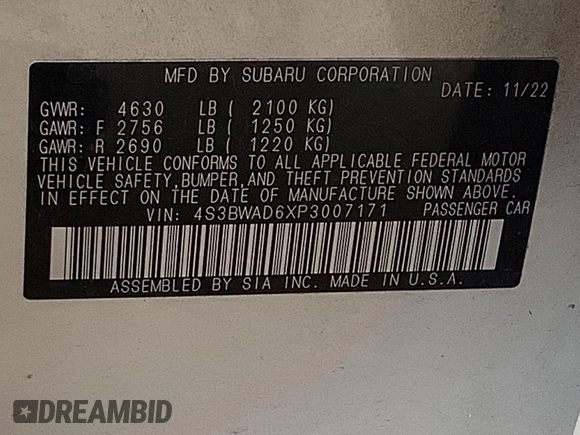 MFD BY SUBARU CORPORATION
DATE: 11/22
GVWR: 4630 LB ( 2100 KG)
GAWR: F 2756 LB ( 1250 KG)
GAWR: R 2690 LB ( 1220 KG)
THIS VEHICLE CONFORMS TO ALL APPLICABLE FEDERAL MOTOR
VEHICLE SAFETY, BUMPER, AND THEFT PREVENTION STANDARDS
IN EFFECT ON THE DATE OF MANUFACTURE SHOWN ABOVE.
VIN: 4S3BWAD6XP3007171 PASSENGER CAR
ASSEMBLED BY SIA INC. MADE IN U.S.A.
DREAMBID